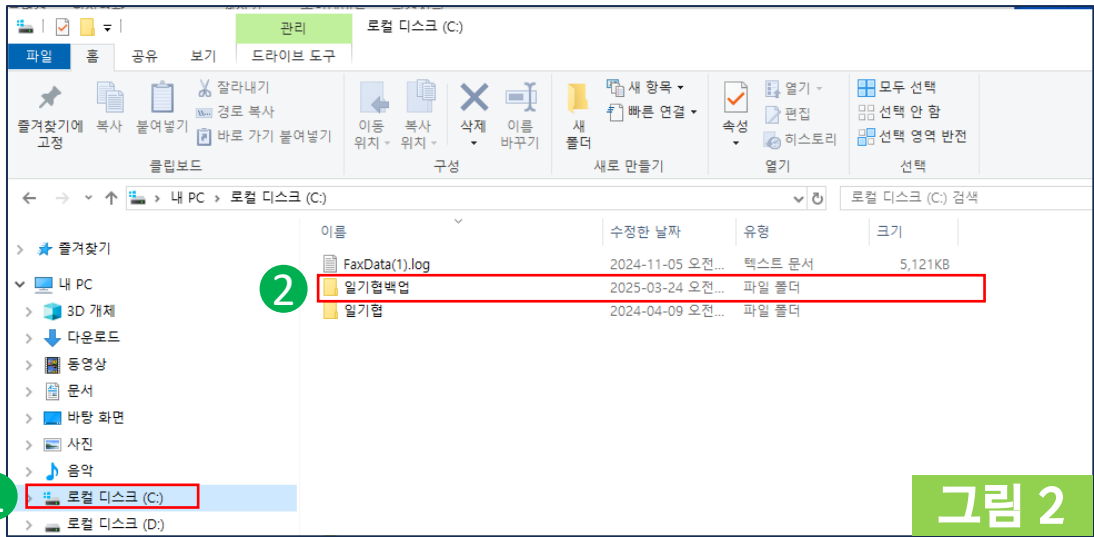 관리 로컬 디스크 (C:)
파일 홈 공유 보기 드라이브 도구
즐겨찾기에 고정
복사
붙여넣기
잘라내기
경로 복사
바로 가기 붙여넣기
클립보드
이동 위치
복사 위치
삭제
이름 바꾸기
구성
새 폴더
새 항목
빠른 연결
새로 만들기
속성
열기
편집
히스토리
열기
모두 선택
선택 안 함
선택 영역 반전
선택
내 PC > 로컬 디스크 (C:)
로컬 디스크 (C:) 검색
즐겨찾기
내 PC
3D 개체
다운로드
동영상
문서
바탕 화면
사진
음악
로컬 디스크 (C:)
로컬 디스크 (D:)
이름 수정한 날짜 유형 크기
FaxData(1).log 2024-11-05 오전... 텍스트 문서 5,121KB
2 일기협백업 2025-03-24 오전... 파일 폴더
일기협 2024-04-09 오전... 파일 폴더
그림 2